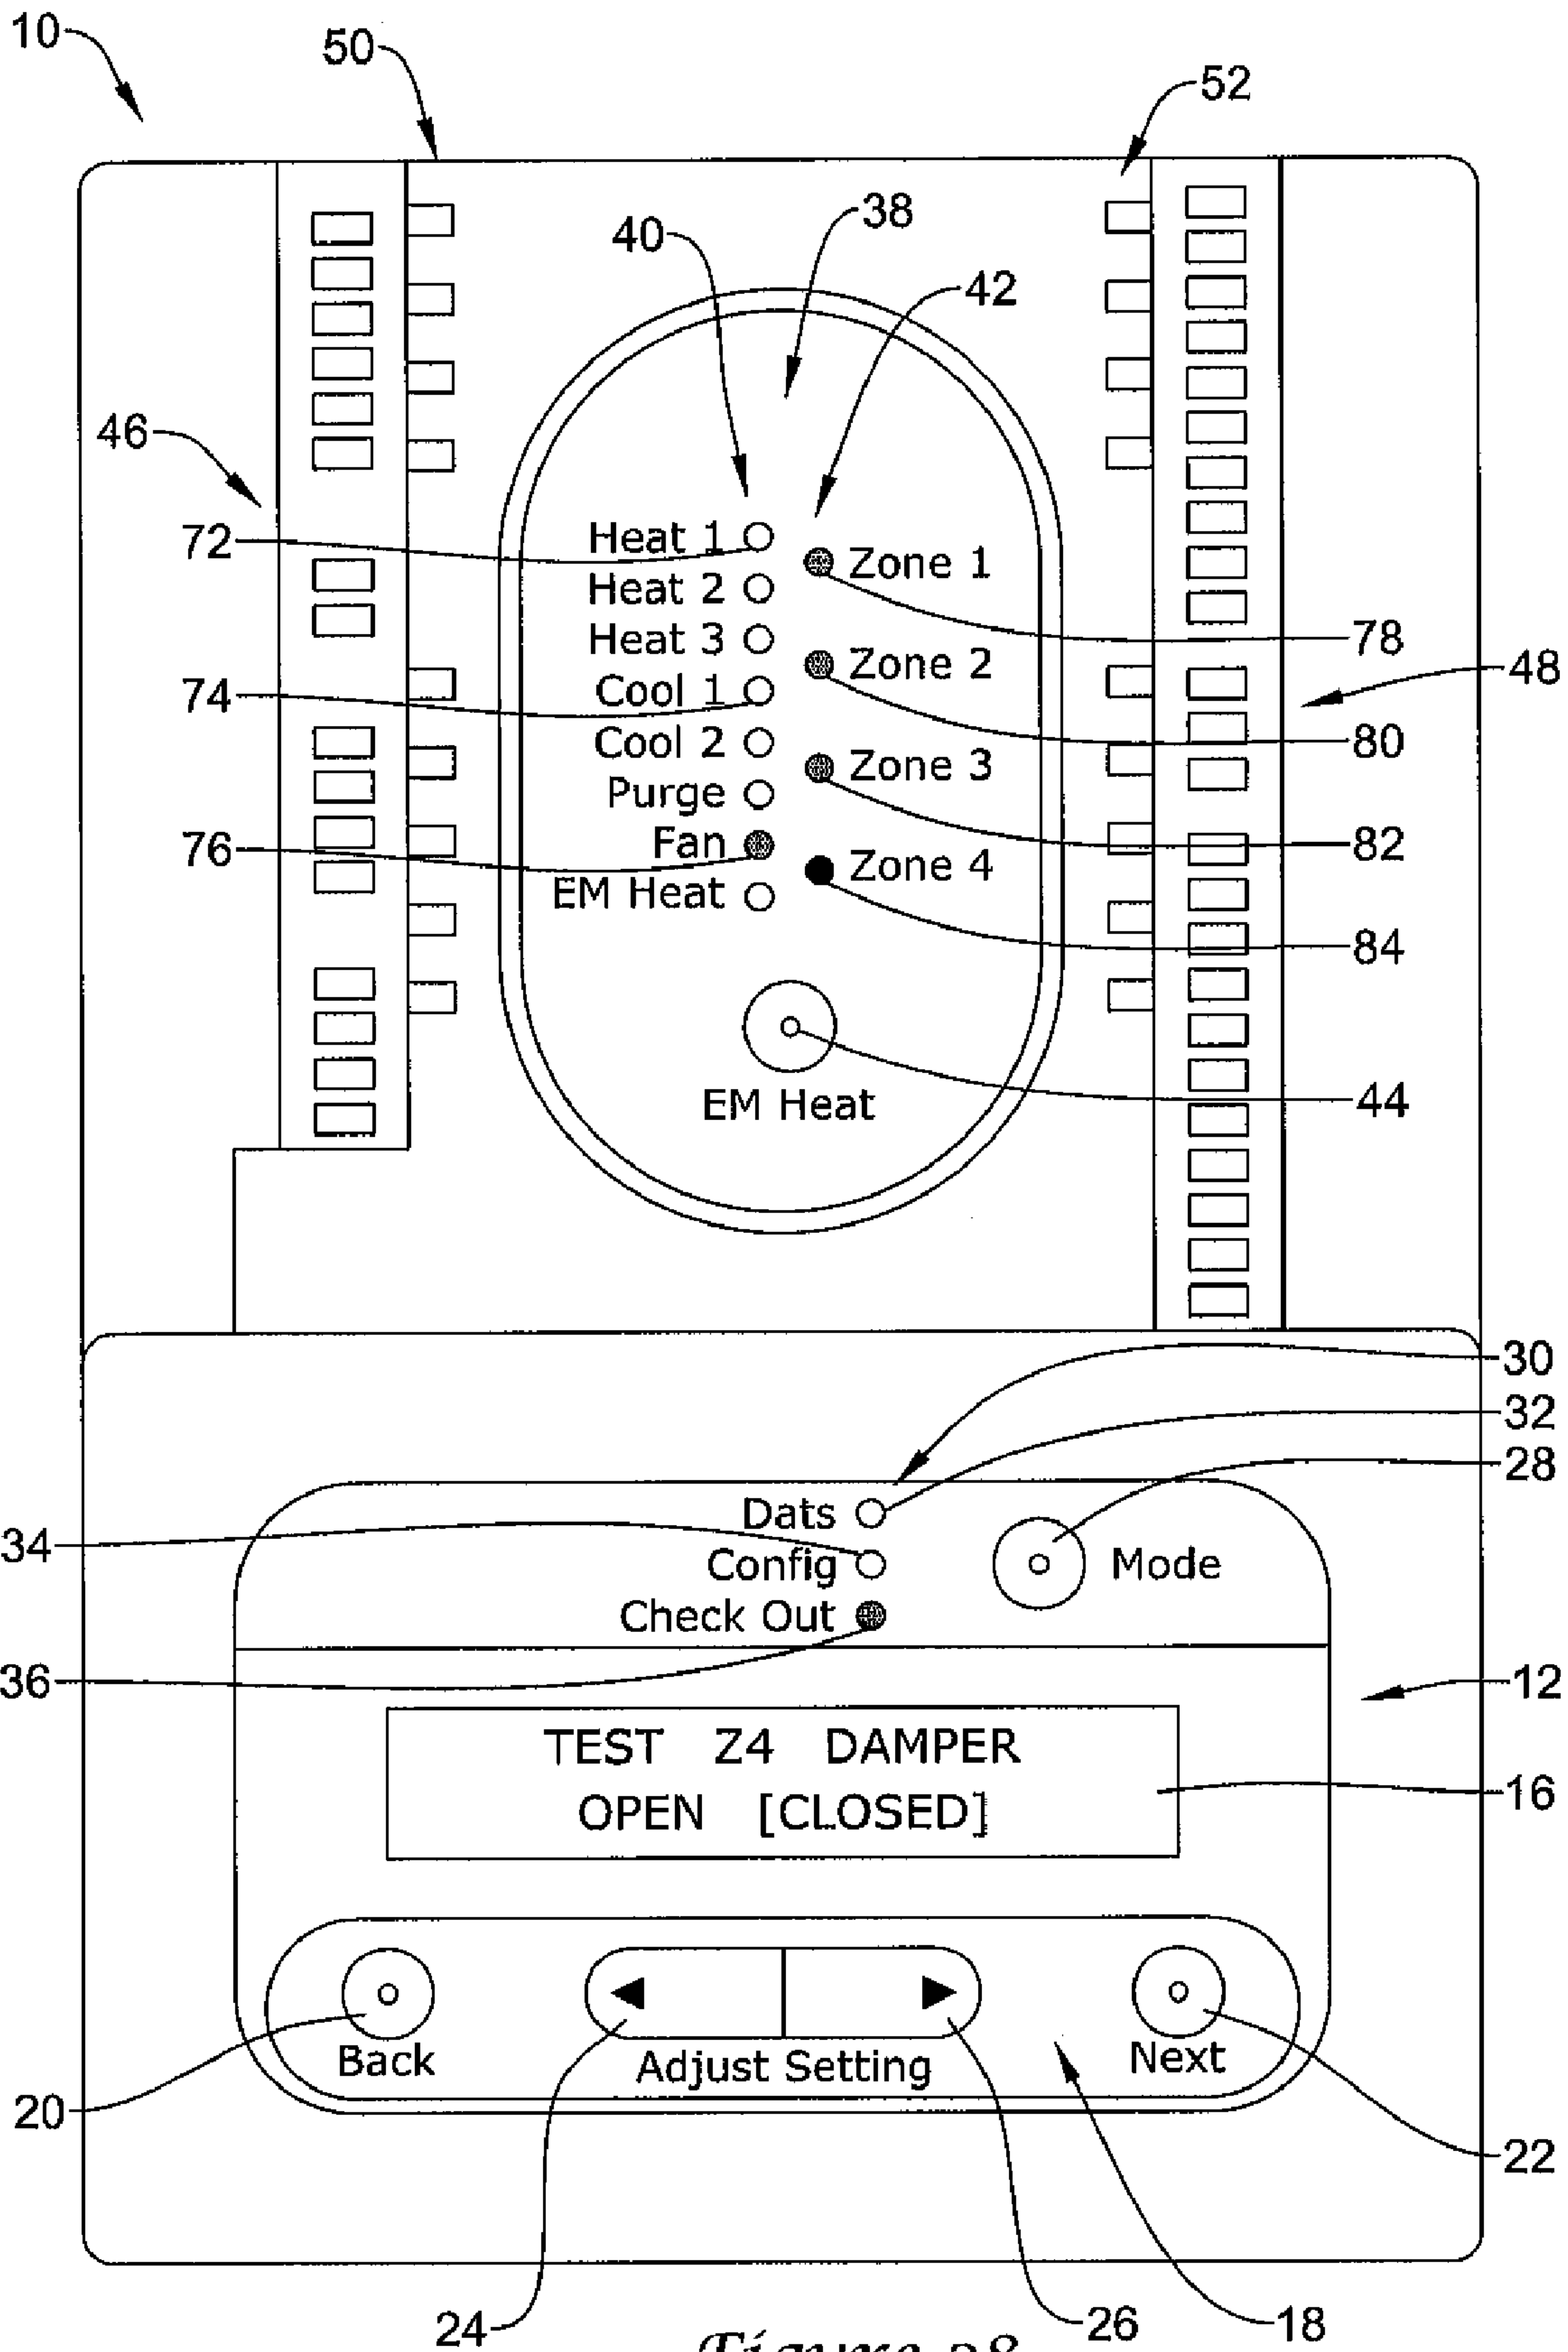 10
50
52
38
40
42
46
72
Heat 1
Zone 1
Heat 2
78
Heat 3
Zone 2
48
74
Cool 1
80
Cool 2
Zone 3
Purge
82
76
Fan
Zone 4
EM Heat
84
44
EM Heat
30
32
28
Dats
34
Config
Mode
Check Out
36
12
TEST Z4 DAMPER
16
OPEN [CLOSED]
Back
Adjust Setting
Next
20
22
24
26
18
Figure 28